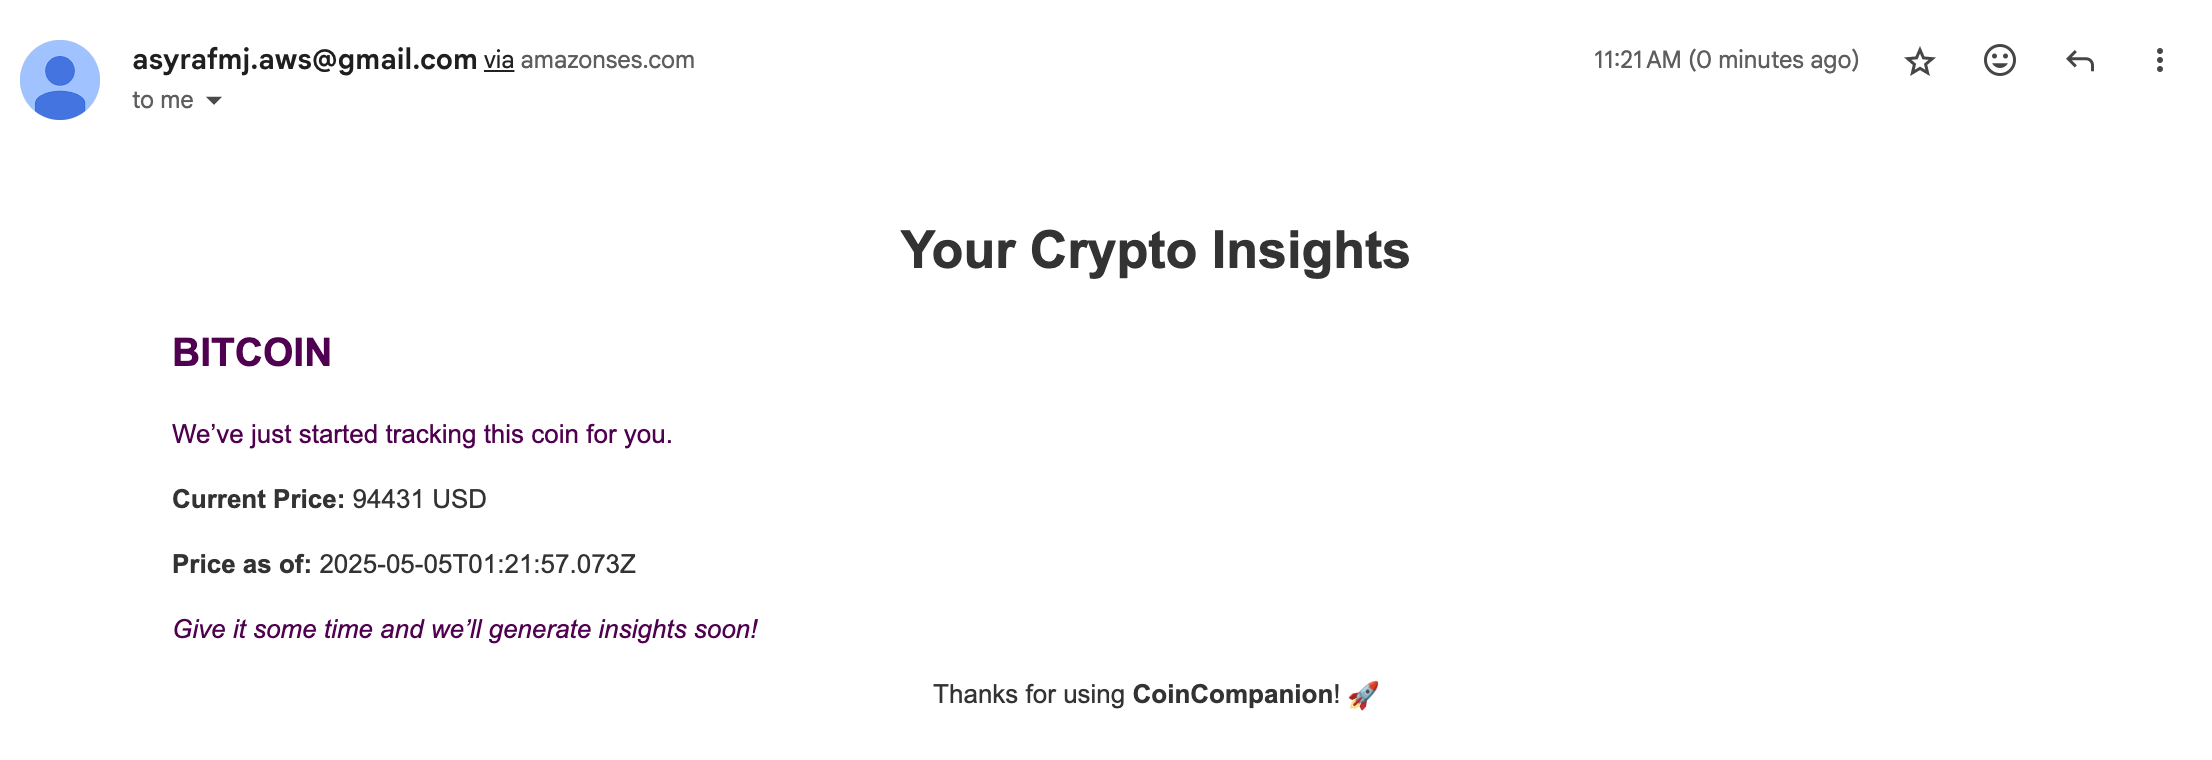 asyrafmj.aws@gmail.com via amazonses.com
11:21 AM (0 minutes ago)
to me
Your Crypto Insights
BITCOIN
We’ve just started tracking this coin for you.
Current Price: 94431 USD
Price as of: 2025-05-05T01:21:57.073Z
Give it some time and we’ll generate insights soon!
Thanks for using CoinCompanion! 🚀